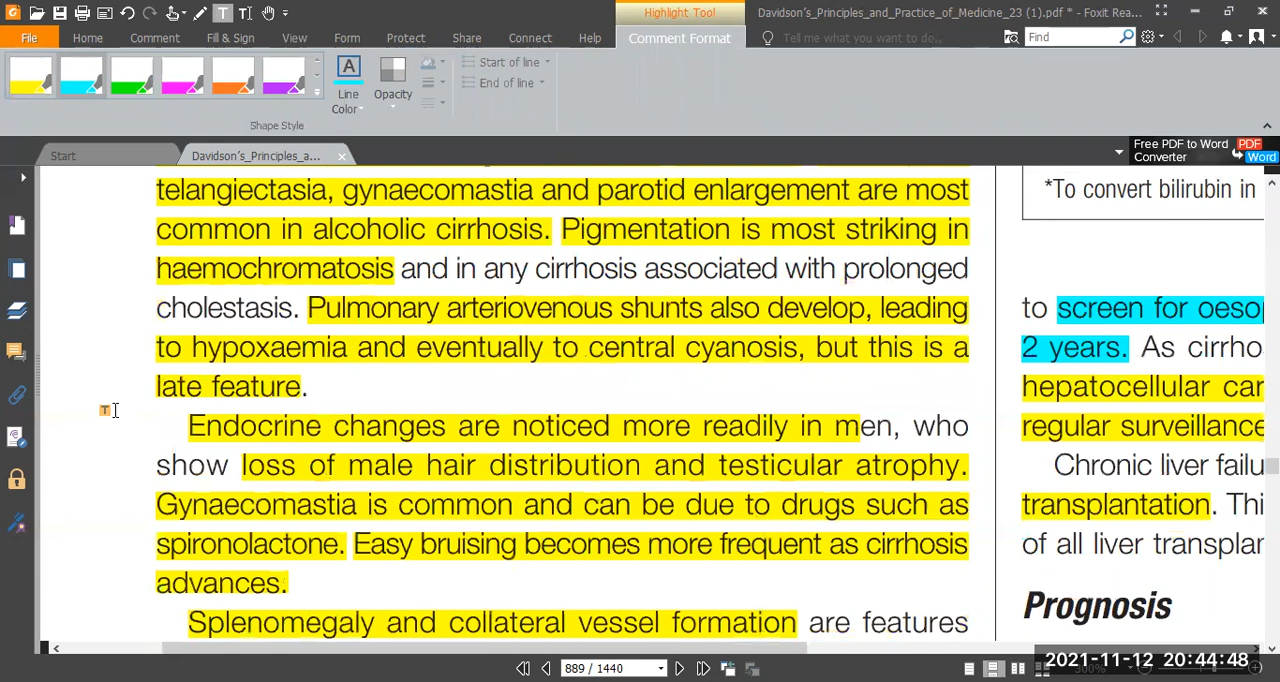 Highlight Tool
Davidson's_Principles_and_Practice_of_Medicine_23 (1).pdf * - Foxit Rea...
File Home Comment Fill & Sign View Form Protect Share Connect Help Comment Format Tell me what you want to do.. Find
Line Color
Opacity
Start of line
End of line
Shape Style
Start
Davidson's_Principles_a...
Free PDF to Word Converter
PDF
Word
telangiectasia, gynaecomastia and parotid enlargement are most
common in alcoholic cirrhosis. Pigmentation is most striking in
haemochromatosis and in any cirrhosis associated with prolonged
cholestasis. Pulmonary arteriovenous shunts also develop, leading
to hypoxaemia and eventually to central cyanosis, but this is a
late feature.
Endocrine changes are noticed more readily in men, who
show loss of male hair distribution and testicular atrophy.
Gynaecomastia is common and can be due to drugs such as
spironolactone. Easy bruising becomes more frequent as cirrhosis
advances.
Splenomegaly and collateral vessel formation are features
*To convert bilirubin in
to screen for oesop
2 years. As cirrho
hepatocellular car
regular surveillance
Chronic liver failu
transplantation. Thi
of all liver transplan
Prognosis
889 / 1440
2021-11-12 20:44:48